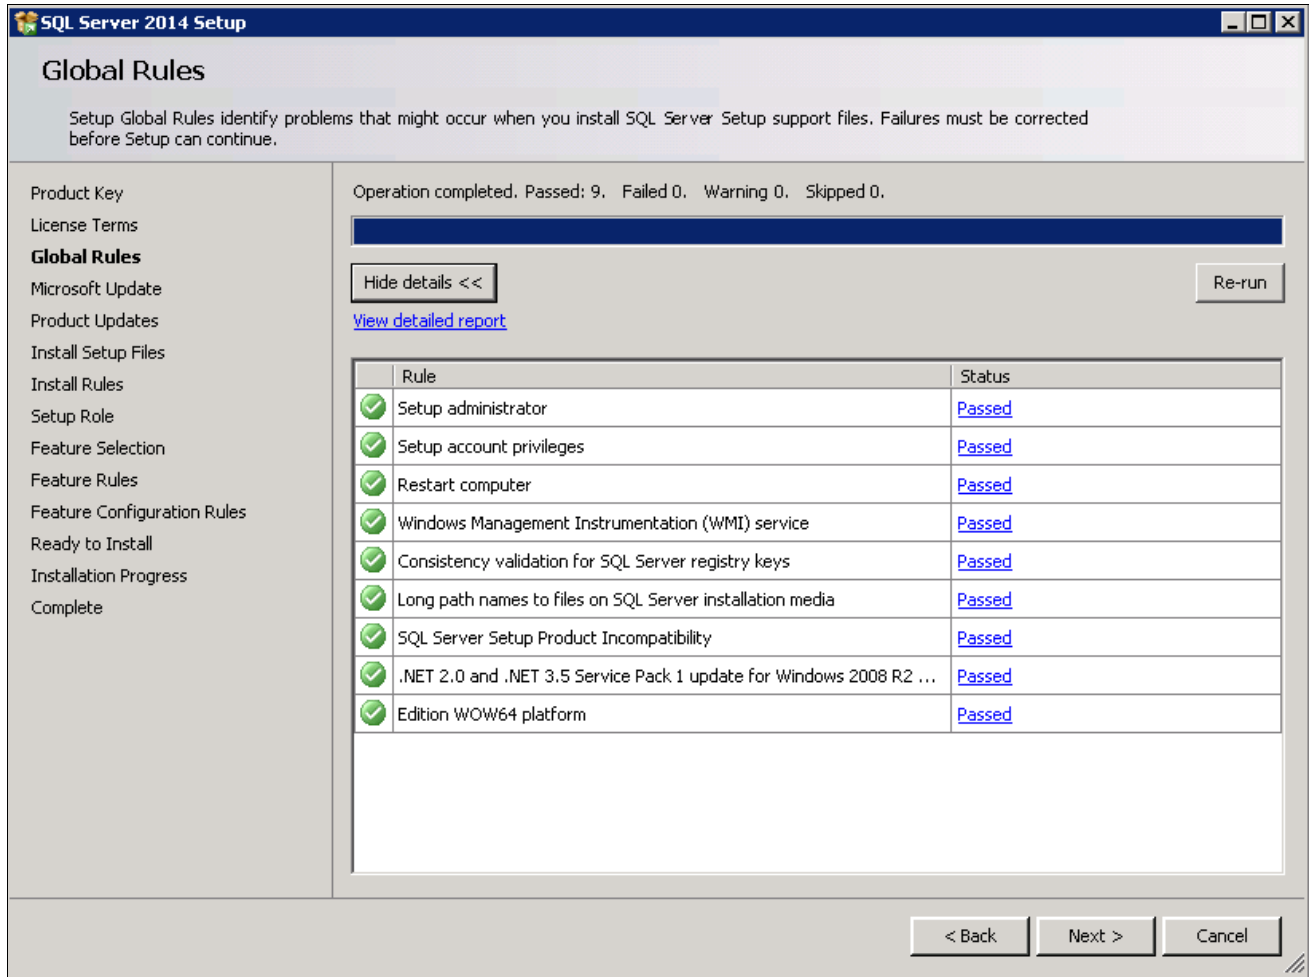 SQL Server 2014 Setup
Global Rules
Setup Global Rules identify problems that might occur when you install SQL Server Setup support files. Failures must be corrected
before Setup can continue.
Product Key
License Terms
Global Rules
Microsoft Update
Product Updates
Install Setup Files
Install Rules
Setup Role
Feature Selection
Feature Rules
Feature Configuration Rules
Ready to Install
Installation Progress
Complete
Operation completed. Passed: 9. Failed 0. Warning 0. Skipped 0.
Hide details <<
Re-run
View detailed report
Rule Status
Setup administrator Passed
Setup account privileges Passed
Restart computer Passed
Windows Management Instrumentation (WMI) service Passed
Consistency validation for SQL Server registry keys Passed
Long path names to files on SQL Server installation media Passed
SQL Server Setup Product Incompatibility Passed
.NET 2.0 and .NET 3.5 Service Pack 1 update for Windows 2008 R2 ... Passed
Edition WOW64 platform Passed
< Back Next > Cancel